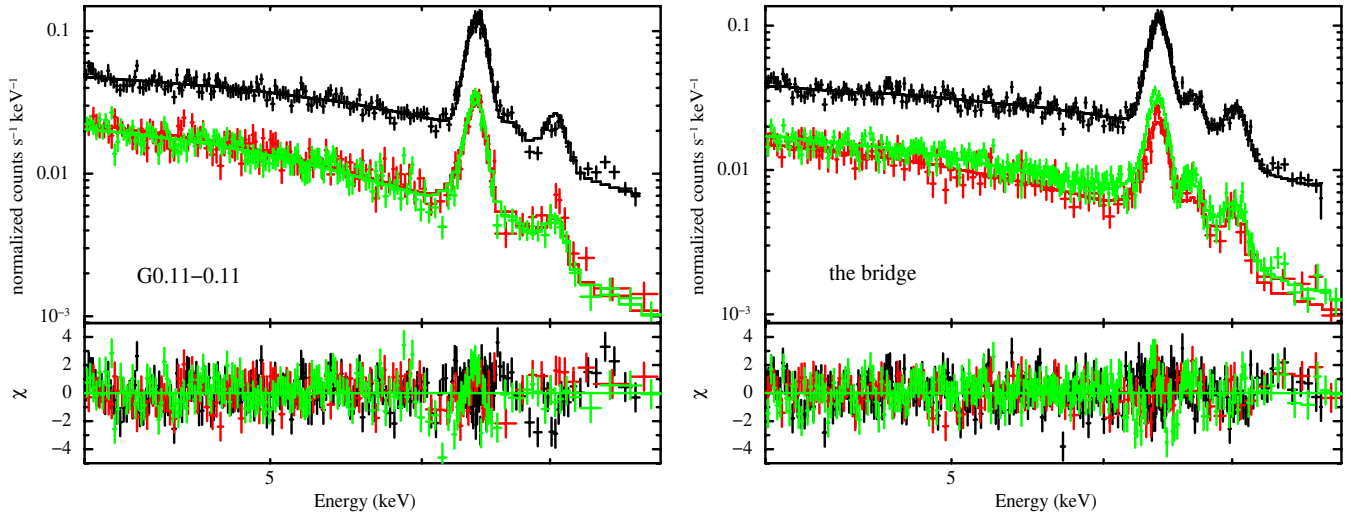 normalized counts s⁻¹ keV⁻¹
0.1
0.01
10⁻³
G0.11−0.11
χ
4
2
0
−2
−4
5
Energy (keV)
normalized counts s⁻¹ keV⁻¹
0.1
0.01
10⁻³
the bridge
χ
4
2
0
−2
−4
5
Energy (keV)